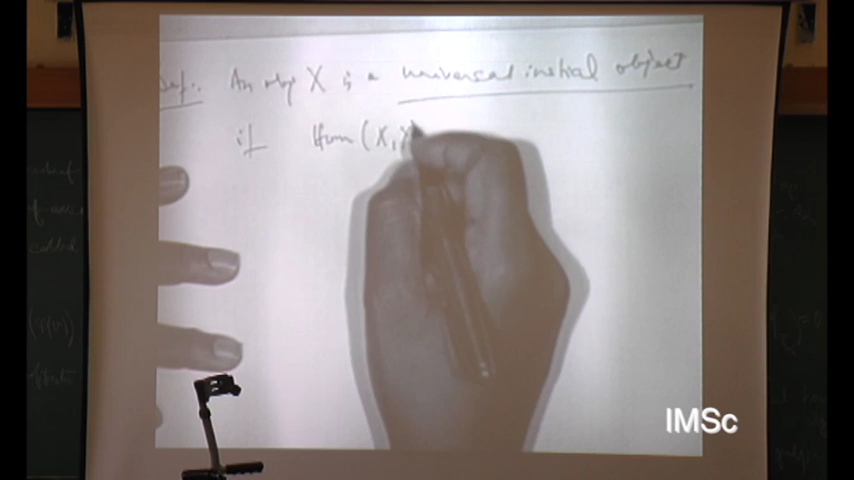 Def:. An obj X is a universal initial object
if Hom (X, Y
IMSc